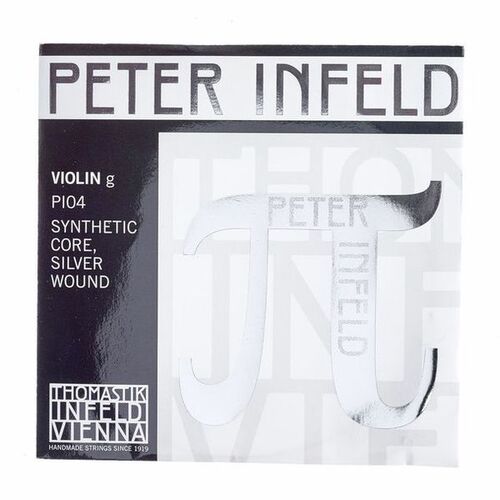 PETER INFELD
VIOLIN g
PI04
SYNTHETIC
CORE,
SILVER
WOUND
PETER
INFELD
THOMASTIK
INFELD
VIENNA
HANDMADE STRINGS SINCE 1919